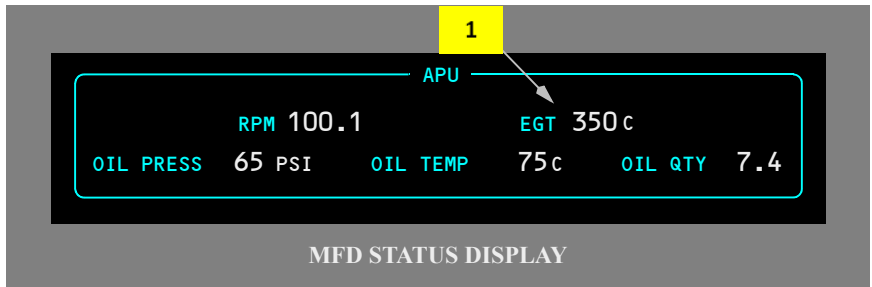 1
APU
RPM 100.1 EGT 350 C
OIL PRESS 65 PSI OIL TEMP 75 C OIL QTY 7.4
MFD STATUS DISPLAY